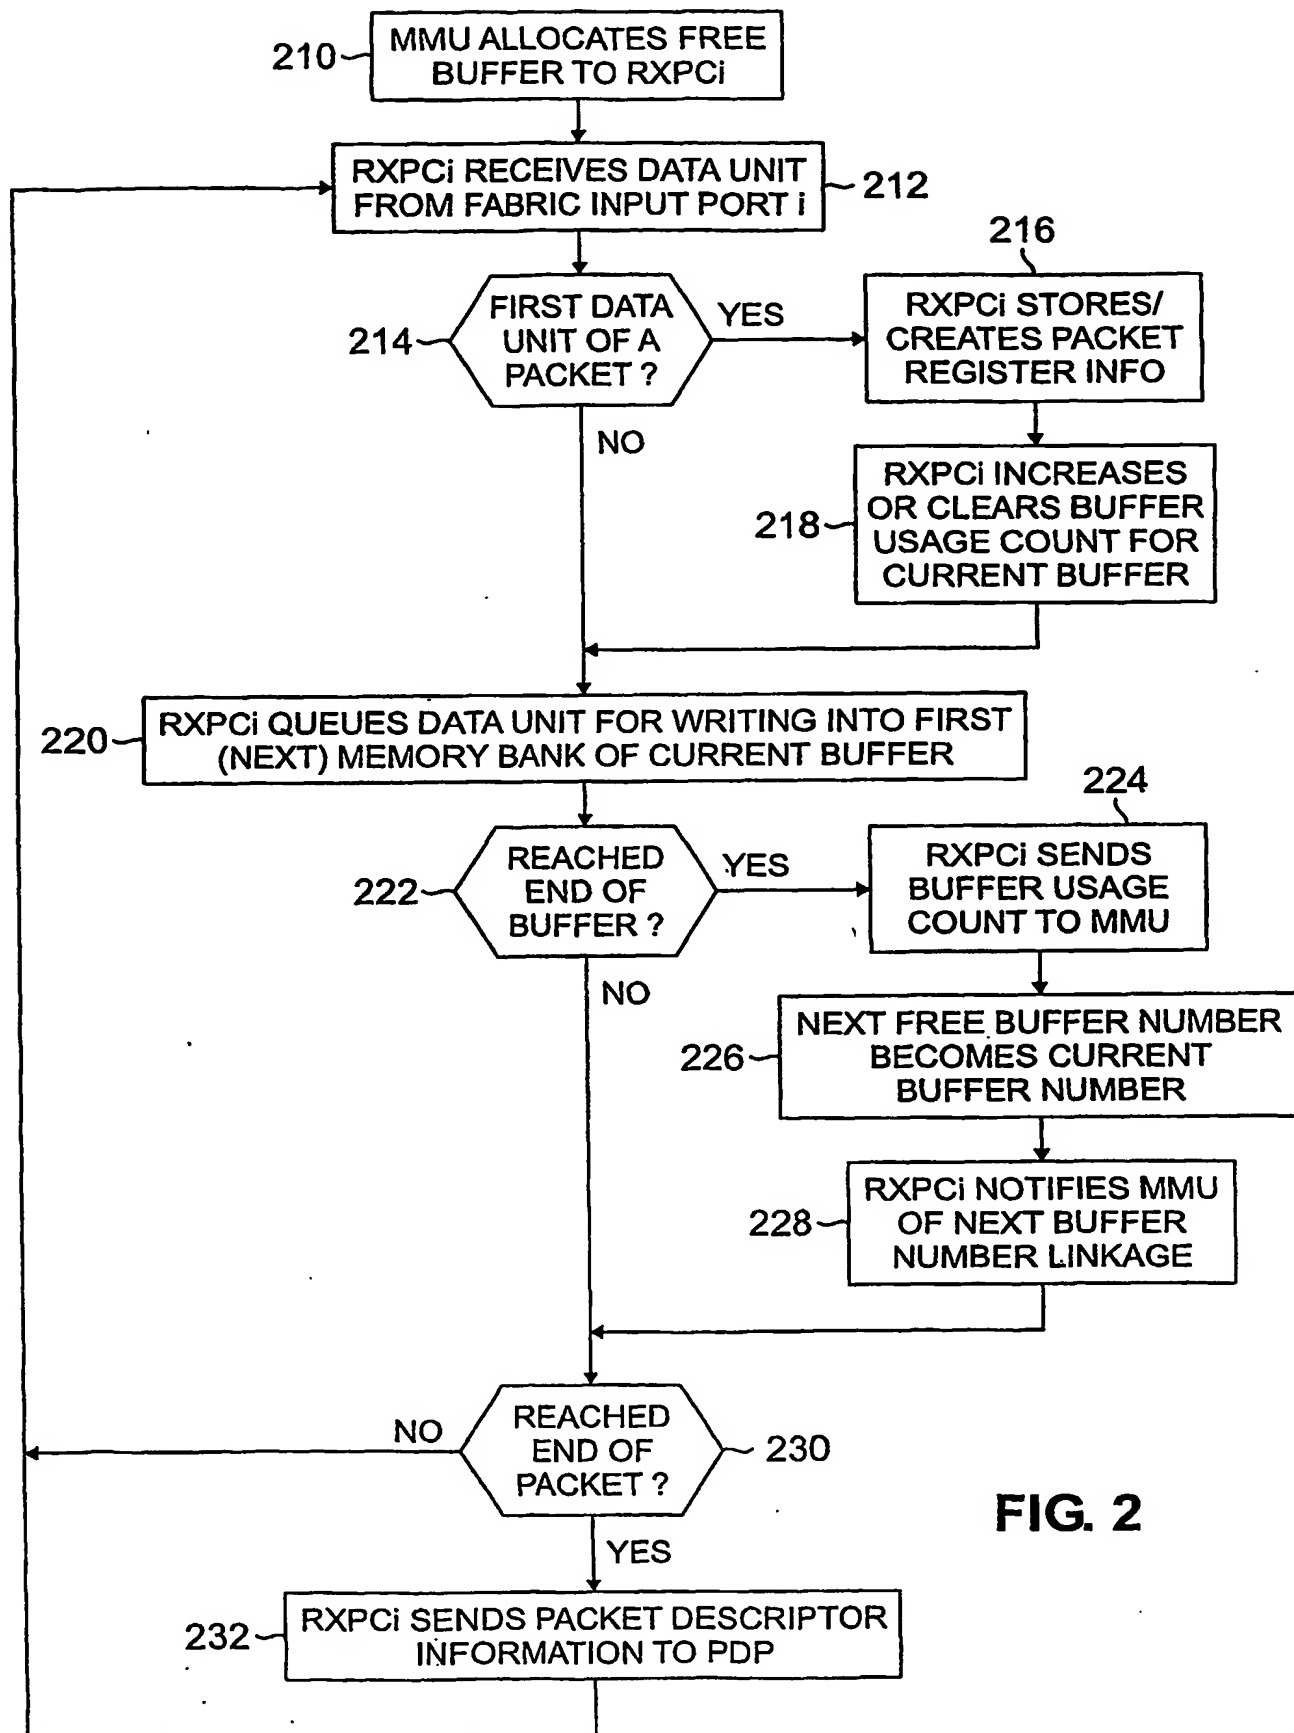 MMU ALLOCATES FREE
BUFFER TO RXPCi
210
RXPCi RECEIVES DATA UNIT
FROM FABRIC INPUT PORT i
212
FIRST DATA
UNIT OF A
PACKET ?
214
YES
NO
216
RXPCi STORES/
CREATES PACKET
REGISTER INFO
RXPCi INCREASES
OR CLEARS BUFFER
USAGE COUNT FOR
CURRENT BUFFER
218
RXPCi QUEUES DATA UNIT FOR WRITING INTO FIRST
(NEXT) MEMORY BANK OF CURRENT BUFFER
220
REACHED
END OF
BUFFER ?
222
YES
NO
224
RXPCi SENDS
BUFFER USAGE
COUNT TO MMU
NEXT FREE BUFFER NUMBER
BECOMES CURRENT
BUFFER NUMBER
226
RXPCi NOTIFIES MMU
OF NEXT BUFFER
NUMBER LINKAGE
228
REACHED
END OF
PACKET ?
230
NO
YES
RXPCi SENDS PACKET DESCRIPTOR
INFORMATION TO PDP
232
FIG. 2